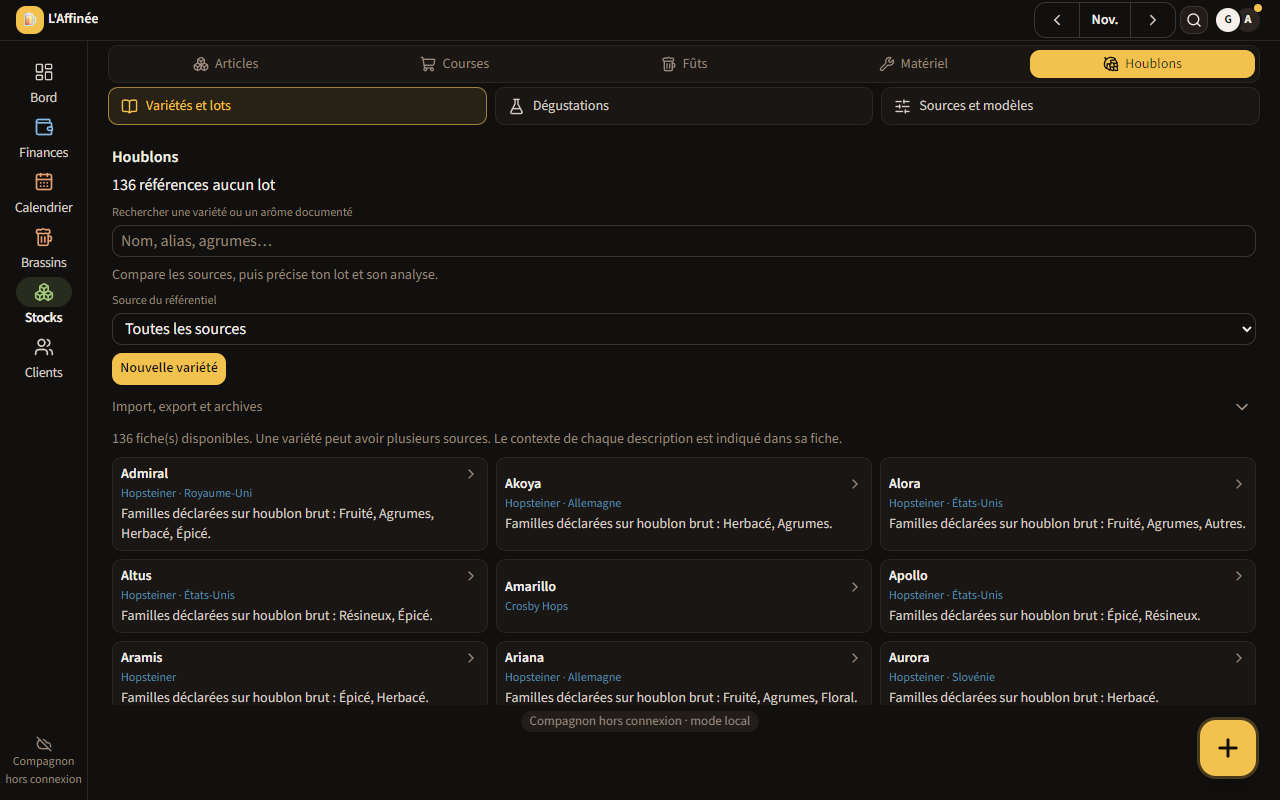 L'Affinée
Nov.
G A
Bord
Finances
Calendrier
Brassins
Stocks
Clients
Compagnon
hors connexion
Articles
Courses
Fûts
Matériel
Houblons
Variétés et lots
Dégustations
Sources et modèles
Houblons
136 références aucun lot
Rechercher une variété ou un arôme documenté
Nom, alias, agrumes…
Compare les sources, puis précise ton lot et son analyse.
Source du référentiel
Toutes les sources
Nouvelle variété
Import, export et archives
136 fiche(s) disponibles. Une variété peut avoir plusieurs sources. Le contexte de chaque description est indiqué dans sa fiche.
Admiral
Hopsteiner · Royaume-Uni
Familles déclarées sur houblon brut : Fruité, Agrumes,
Herbacé, Épicé.
Akoya
Hopsteiner · Allemagne
Familles déclarées sur houblon brut : Herbacé, Agrumes.
Alora
Hopsteiner · États-Unis
Familles déclarées sur houblon brut : Fruité, Agrumes, Autres.
Altus
Hopsteiner · États-Unis
Familles déclarées sur houblon brut : Résineux, Épicé.
Amarillo
Crosby Hops
Apollo
Hopsteiner · États-Unis
Familles déclarées sur houblon brut : Épicé, Résineux.
Aramis
Hopsteiner
Familles déclarées sur houblon brut : Épicé, Herbacé.
Ariana
Hopsteiner · Allemagne
Familles déclarées sur houblon brut : Fruité, Agrumes, Floral.
Aurora
Hopsteiner · Slovénie
Familles déclarées sur houblon brut : Herbacé.
Compagnon hors connexion · mode local